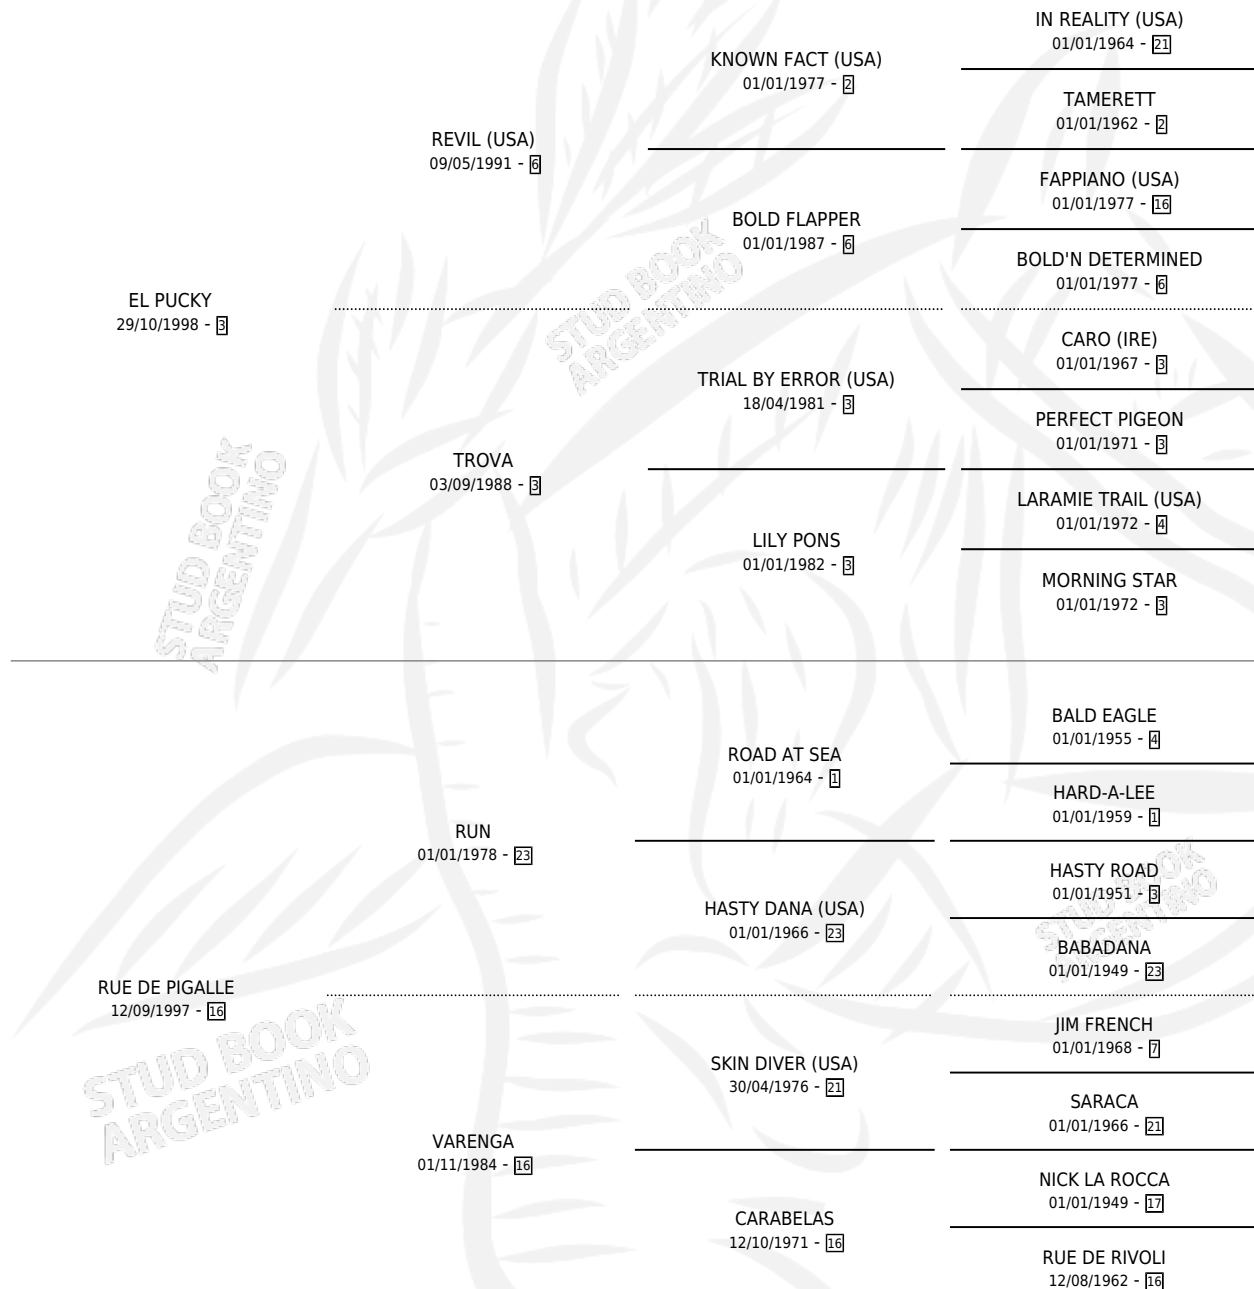 IN REALITY (USA)
01/01/1964 - 21
KNOWN FACT (USA)
01/01/1977 - 2
TAMERETT
01/01/1962 - 2
REVIL (USA)
09/05/1991 - 6
FAPPIANO (USA)
01/01/1977 - 16
BOLD FLAPPER
01/01/1987 - 6
BOLD'N DETERMINED
01/01/1977 - 6
EL PUCKY
29/10/1998 - 3
CARO (IRE)
01/01/1967 - 3
TRIAL BY ERROR (USA)
18/04/1981 - 3
PERFECT PIGEON
01/01/1971 - 3
TROVA
03/09/1988 - 3
LARAMIE TRAIL (USA)
01/01/1972 - 4
LILY PONS
01/01/1982 - 3
MORNING STAR
01/01/1972 - 3
BALD EAGLE
01/01/1955 - 4
ROAD AT SEA
01/01/1964 - 1
HARD-A-LEE
01/01/1959 - 1
RUN
01/01/1978 - 23
HASTY ROAD
01/01/1951 - 3
HASTY DANA (USA)
01/01/1966 - 23
BABADANA
01/01/1949 - 23
RUE DE PIGALLE
12/09/1997 - 16
JIM FRENCH
01/01/1968 - 7
SKIN DIVER (USA)
30/04/1976 - 21
SARACA
01/01/1966 - 21
VARENGA
01/11/1984 - 16
NICK LA ROCCA
01/01/1949 - 17
CARABELAS
12/10/1971 - 16
RUE DE RIVOLI
12/08/1962 - 16
STUD BOOK
ARGENTINO
STUD BOOK
ARGENTINO
STUD BOOK
ARGENTINO
STUD BOOK
ARGENTINO